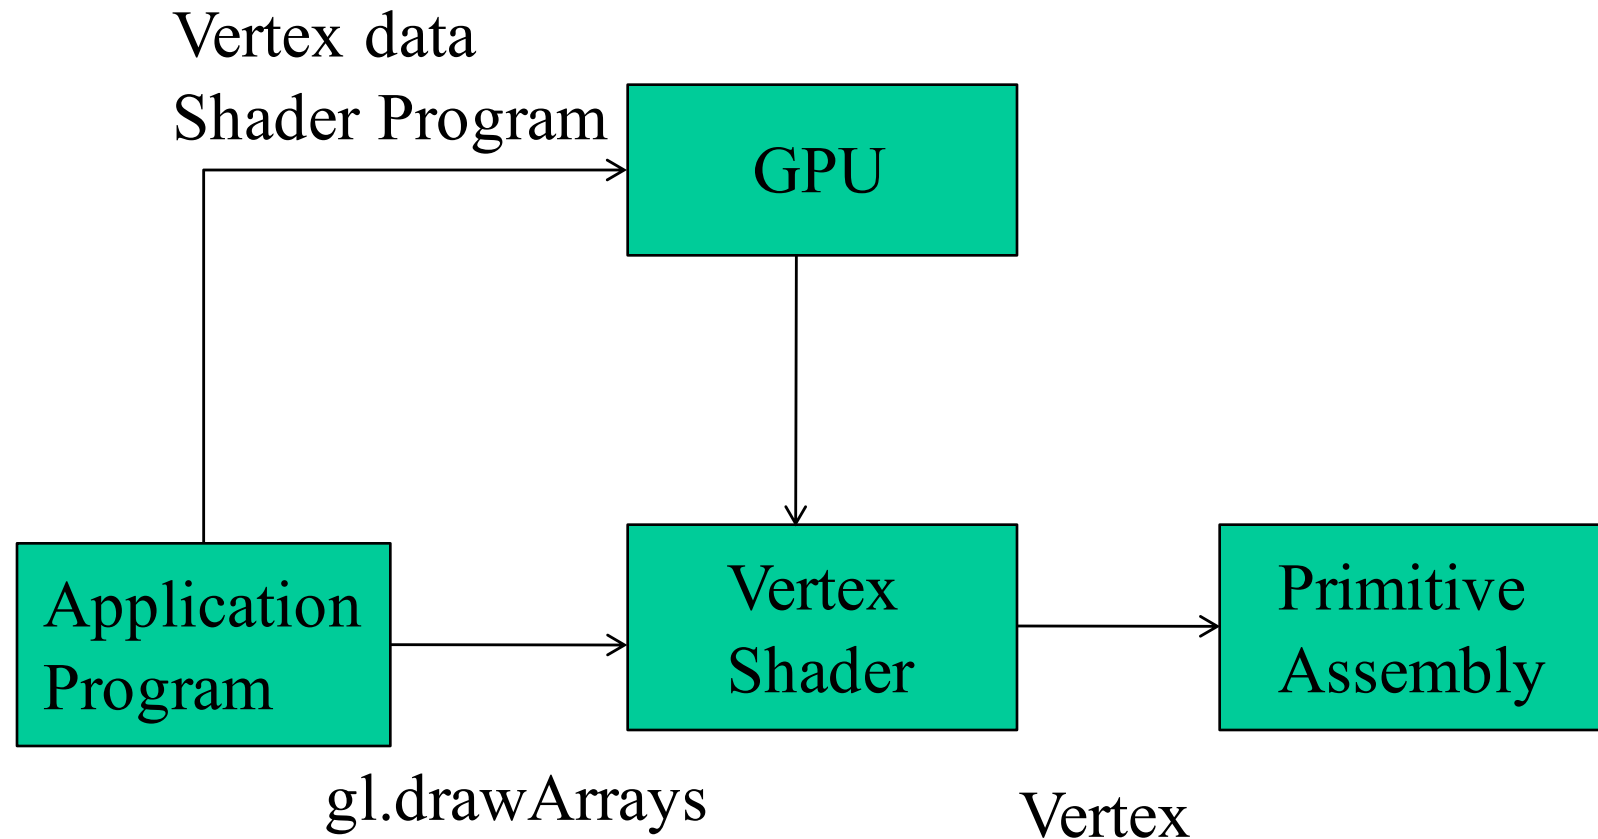 Vertex data
Shader Program
GPU
Application
Program
Vertex
Shader
Primitive
Assembly
gl.drawArrays
Vertex